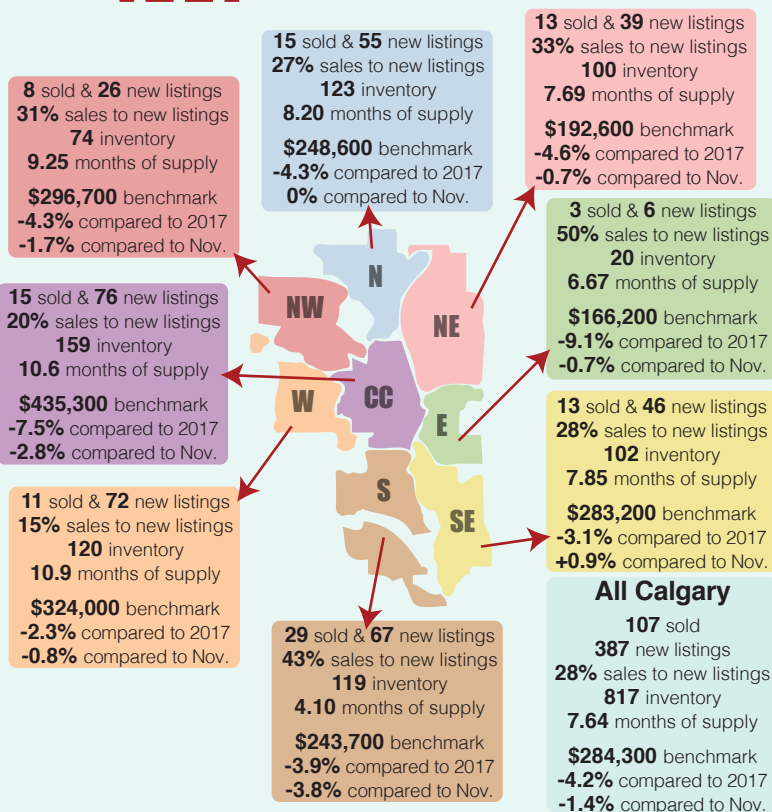 15 sold & 55 new listings
27% sales to new listings
123 inventory
8.20 months of supply
$248,600 benchmark
-4.3% compared to 2017
0% compared to Nov.
13 sold & 39 new listings
33% sales to new listings
100 inventory
7.69 months of supply
$192,600 benchmark
-4.6% compared to 2017
-0.7% compared to Nov.
8 sold & 26 new listings
31% sales to new listings
74 inventory
9.25 months of supply
$296,700 benchmark
-4.3% compared to 2017
-1.7% compared to Nov.
3 sold & 6 new listings
50% sales to new listings
20 inventory
6.67 months of supply
$166,200 benchmark
-9.1% compared to 2017
-0.7% compared to Nov.
15 sold & 76 new listings
20% sales to new listings
159 inventory
10.6 months of supply
$435,300 benchmark
-7.5% compared to 2017
-2.8% compared to Nov.
N
NW
NE
W
CC
E
S
SE
13 sold & 46 new listings
28% sales to new listings
102 inventory
7.85 months of supply
$283,200 benchmark
-3.1% compared to 2017
+0.9% compared to Nov.
11 sold & 72 new listings
15% sales to new listings
120 inventory
10.9 months of supply
$324,000 benchmark
-2.3% compared to 2017
-0.8% compared to Nov.
29 sold & 67 new listings
43% sales to new listings
119 inventory
4.10 months of supply
$243,700 benchmark
-3.9% compared to 2017
-3.8% compared to Nov.
All Calgary
107 sold
387 new listings
28% sales to new listings
817 inventory
7.64 months of supply
$284,300 benchmark
-4.2% compared to 2017
-1.4% compared to Nov.